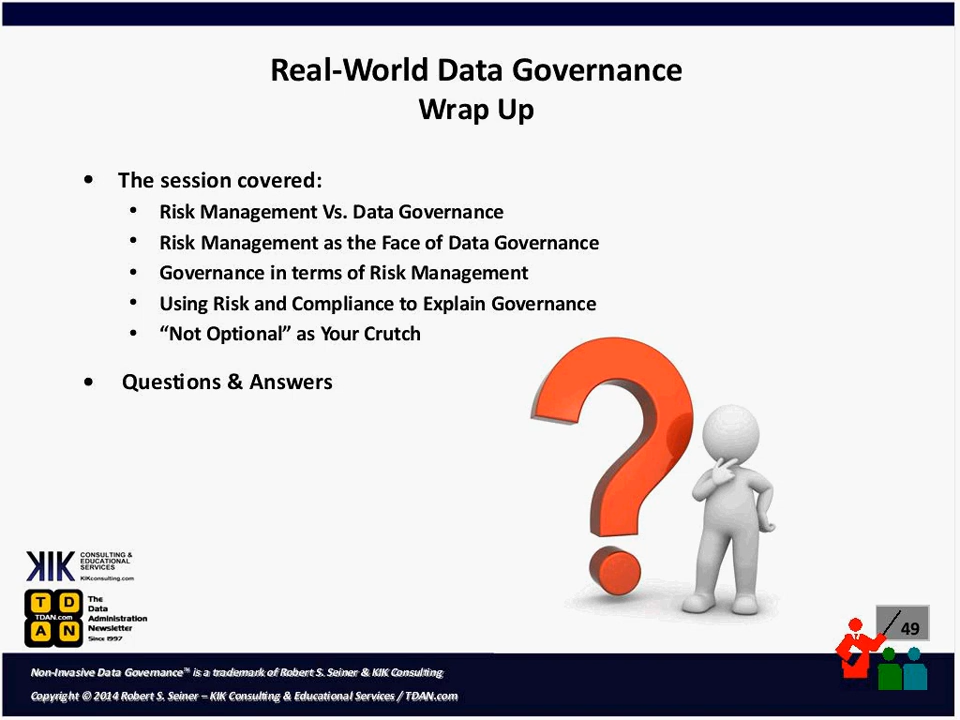 Real-World Data Governance
Wrap Up
• The session covered:
• Risk Management Vs. Data Governance
• Risk Management as the Face of Data Governance
• Governance in terms of Risk Management
• Using Risk and Compliance to Explain Governance
• “Not Optional” as Your Crutch
• Questions & Answers
KIK CONSULTING & EDUCATIONAL SERVICES
KIKconsulting.com
T D
TDAN.com
A N
The
Data
Administration
Newsletter
Since 1997
49
Non-Invasive Data Governance™ is a trademark of Robert S. Seiner & KIK Consulting
Copyright © 2014 Robert S. Seiner – KIK Consulting & Educational Services / TDAN.com